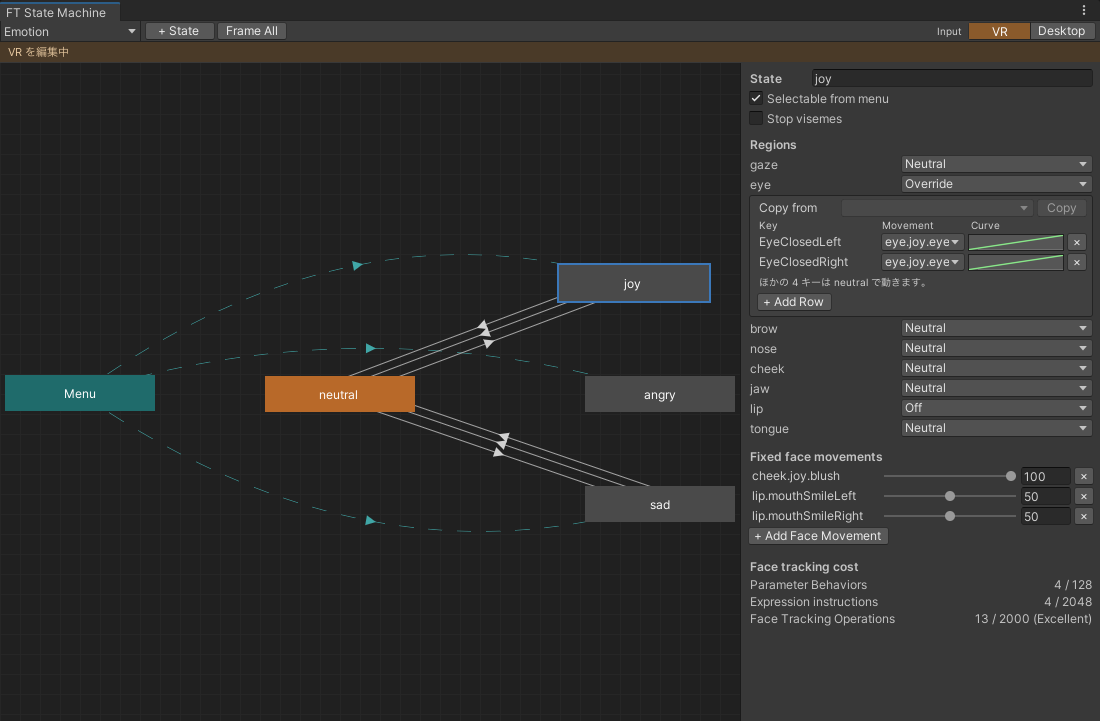 FT State Machine
Emotion
+ State
Frame All
Input
VR
Desktop
VR を編集中
Menu
neutral
joy
angry
sad
State
joy
Selectable from menu
Stop visemes
Regions
gaze Neutral
eye Override
Copy from Copy
Key Movement Curve
EyeClosedLeft eye.joy.eye ×
EyeClosedRight eye.joy.eye ×
ほかの 4 キーは neutral で動きます。
+ Add Row
brow Neutral
nose Neutral
cheek Neutral
jaw Neutral
lip Off
tongue Neutral
Fixed face movements
cheek.joy.blush 100 ×
lip.mouthSmileLeft 50 ×
lip.mouthSmileRight 50 ×
+ Add Face Movement
Face tracking cost
Parameter Behaviors 4 / 128
Expression instructions 4 / 2048
Face Tracking Operations 13 / 2000 (Excellent)